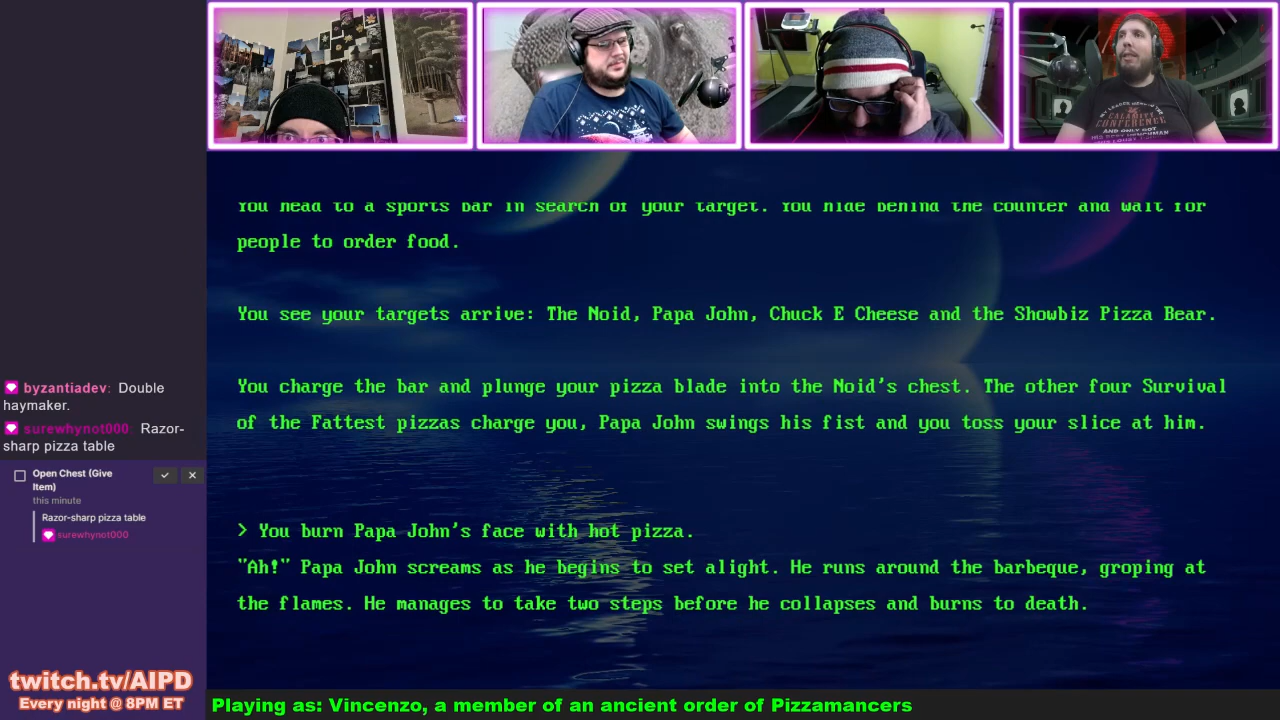 MY LEAGUE
CALAMITY
CONFERENCE
AND ONLY GOT
You head to a sports bar in search of your target. You hide behind the counter and wait for
people to order food.
You see your targets arrive: The Noid, Papa John, Chuck E Cheese and the Showbiz Pizza Bear.
You charge the bar and plunge your pizza blade into the Noid's chest. The other four Survival
of the Fattest pizzas charge you, Papa John swings his fist and you toss your slice at him.
> You burn Papa John's face with hot pizza.
"Ah!" Papa John screams as he begins to set alight. He runs around the barbeque, groping at
the flames. He manages to take two steps before he collapses and burns to death.
byzantiadev: Double
haymaker.
surewhynot000: Razor-
sharp pizza table
Open Chest (Give
Item)
this minute
Razor-sharp pizza table
surewhynot000
twitch.tv/AIPD
Every night @ 8PM ET
Playing as: Vincenzo, a member of an ancient order of Pizzamancers